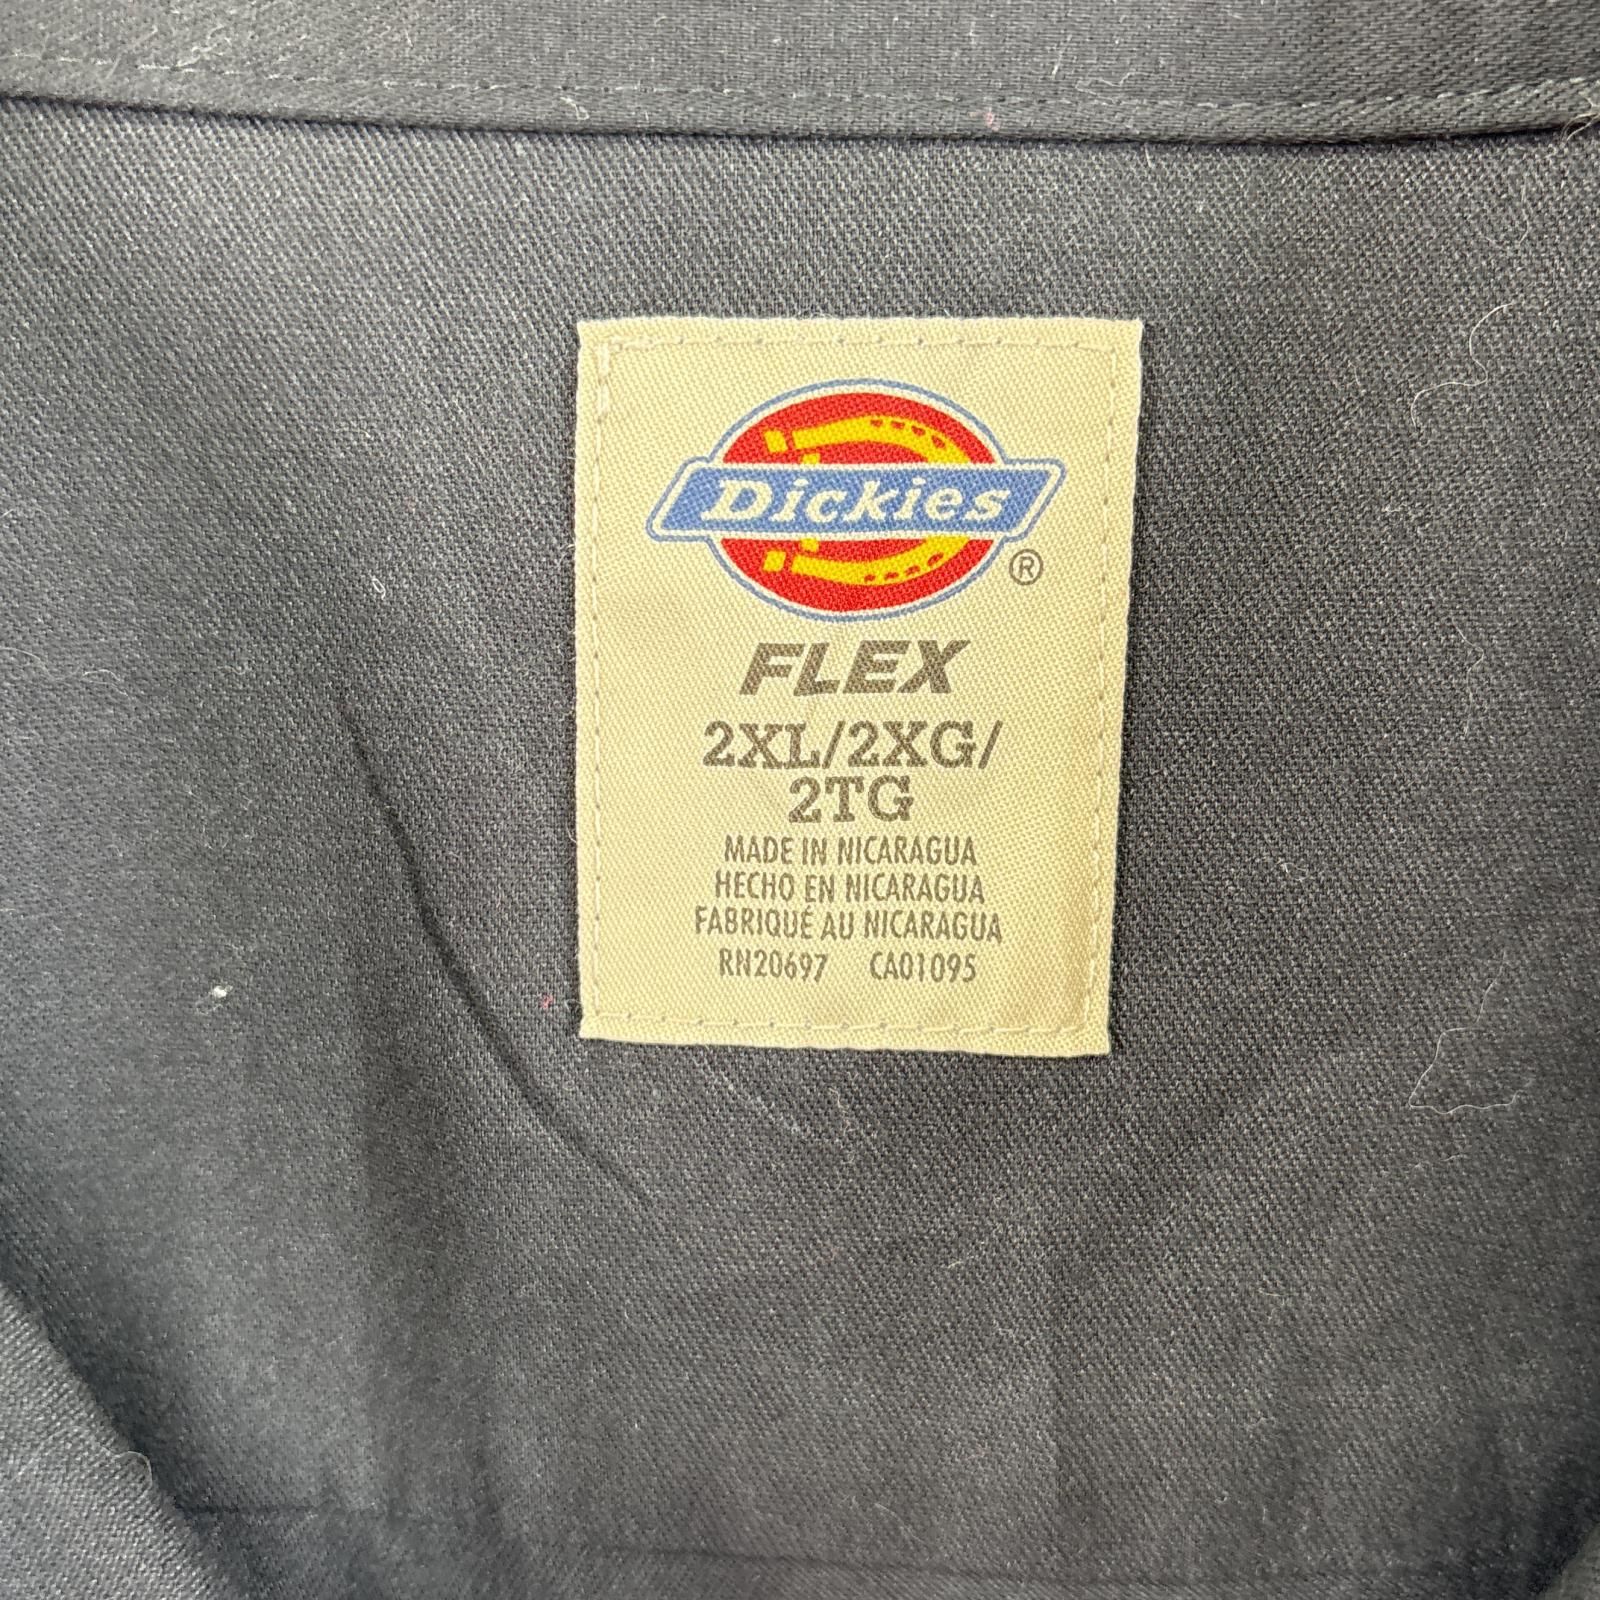 Dickies
®
FLEX
2XL/2XG/
2TG
MADE IN NICARAGUA
HECHO EN NICARAGUA
FABRIQUÉ AU NICARAGUA
RN20697 CA01095